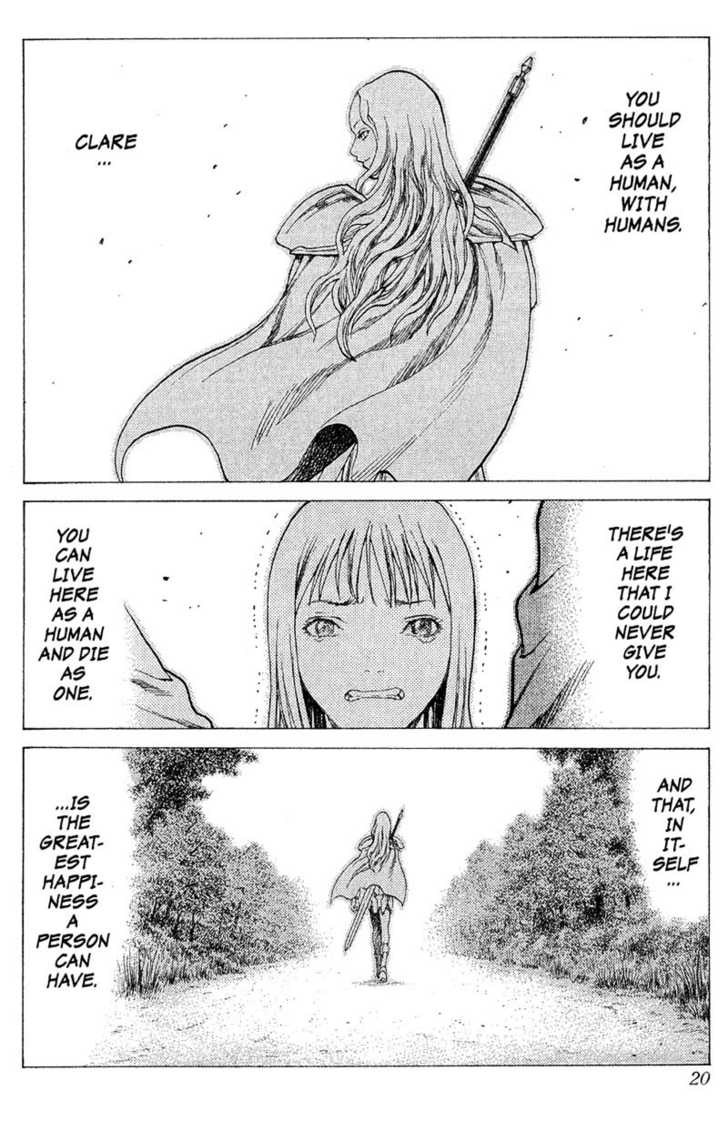 YOU
SHOULD
LIVE
AS A
HUMAN,
WITH
HUMANS.
CLARE
...
THERE'S
A LIFE
HERE
THAT I
COULD
NEVER
GIVE
YOU.
YOU
CAN
LIVE
HERE
AS A
HUMAN
AND DIE
AS
ONE.
AND
THAT,
IN
IT-
SELF
...
...IS
THE
GREAT-
EST
HAPPI-
NESS
A
PERSON
CAN
HAVE.
20